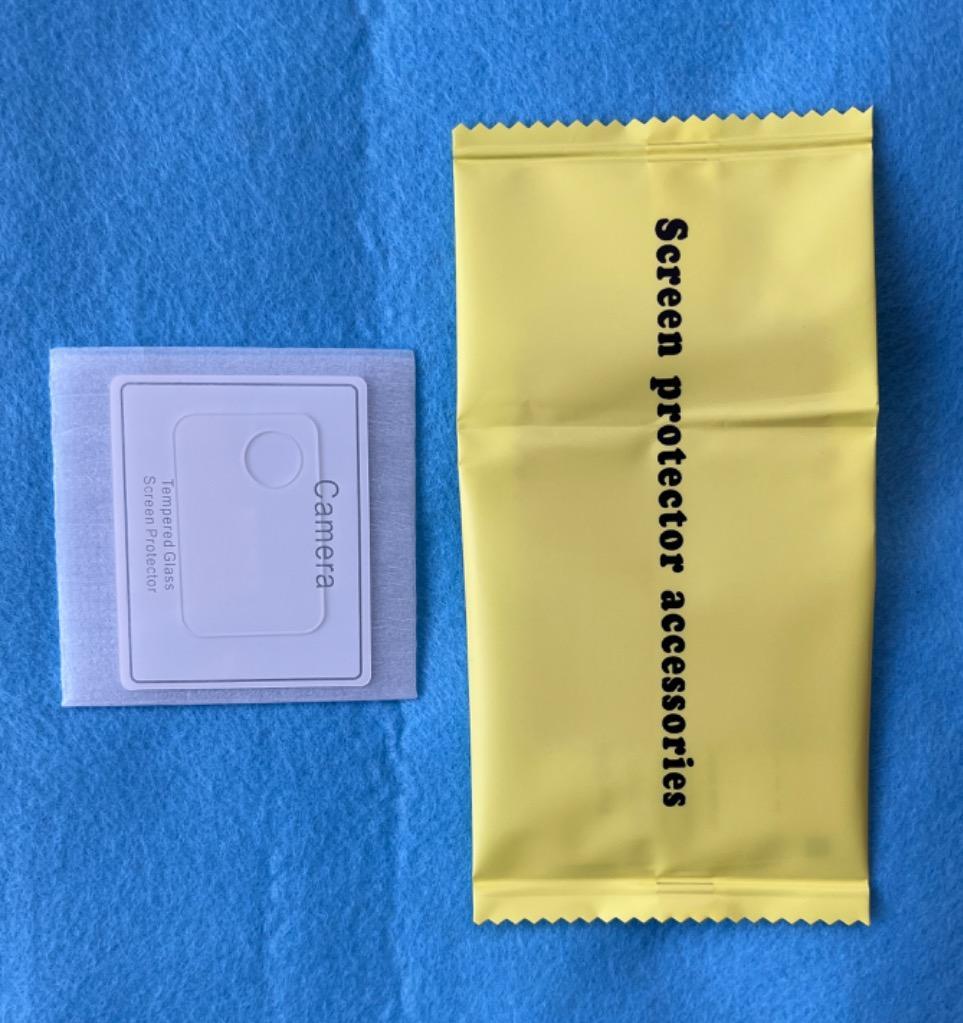 Camera
Tempered Glass
Screen Protector
Screen protector accessories